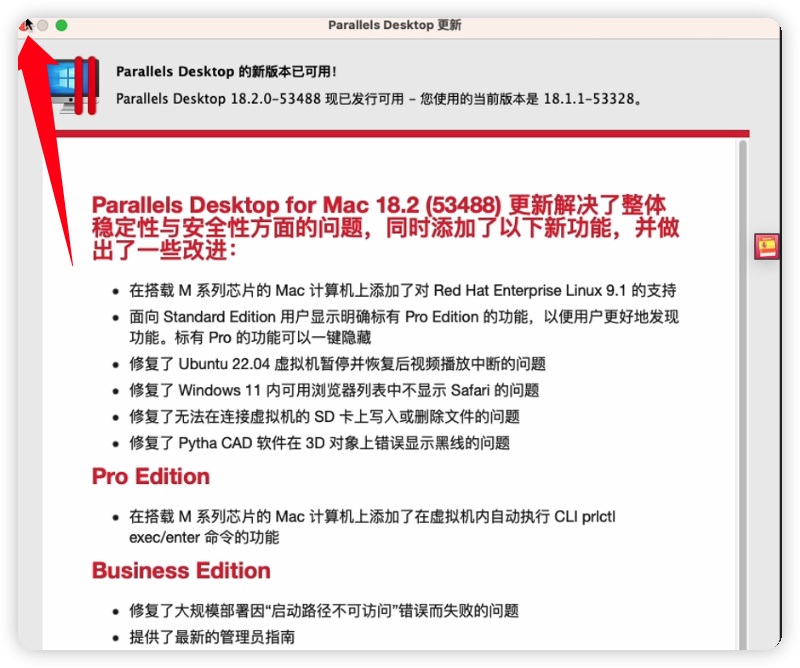 Parallels Desktop 更新
Parallels Desktop 的新版本已可用！
Parallels Desktop 18.2.0-53488 现已发行可用 – 您使用的当前版本是 18.1.1-53328。
Parallels Desktop for Mac 18.2 (53488) 更新解决了整体
稳定性与安全性方面的问题，同时添加了以下新功能，并做
出了一些改进：
• 在搭载 M 系列芯片的 Mac 计算机上添加了对 Red Hat Enterprise Linux 9.1 的支持
• 面向 Standard Edition 用户显示明确标有 Pro Edition 的功能，以便用户更好地发现
功能。标有 Pro 的功能可以一键隐藏
• 修复了 Ubuntu 22.04 虚拟机暂停并恢复后视频播放中断的问题
• 修复了 Windows 11 内可用浏览器列表中不显示 Safari 的问题
• 修复了无法在连接虚拟机的 SD 卡上写入或删除文件的问题
• 修复了 Pytha CAD 软件在 3D 对象上错误显示黑线的问题
Pro Edition
• 在搭载 M 系列芯片的 Mac 计算机上添加了在虚拟机内自动执行 CLI prlctl
exec/enter 命令的功能
Business Edition
• 修复了大规模部署因“启动路径不可访问”错误而失败的问题
• 提供了最新的管理员指南